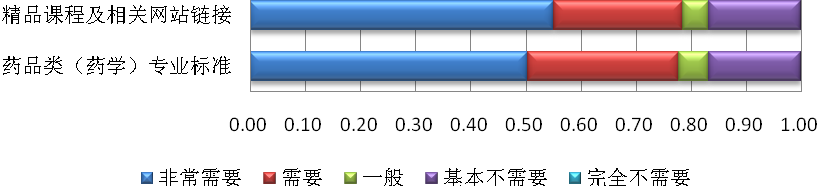 精品课程及相关网站链接
药品类（药学）专业标准
0.00 0.10 0.20 0.30 0.40 0.50 0.60 0.70 0.80 0.90 1.00
非常需要 需要 一般 基本不需要 完全不需要